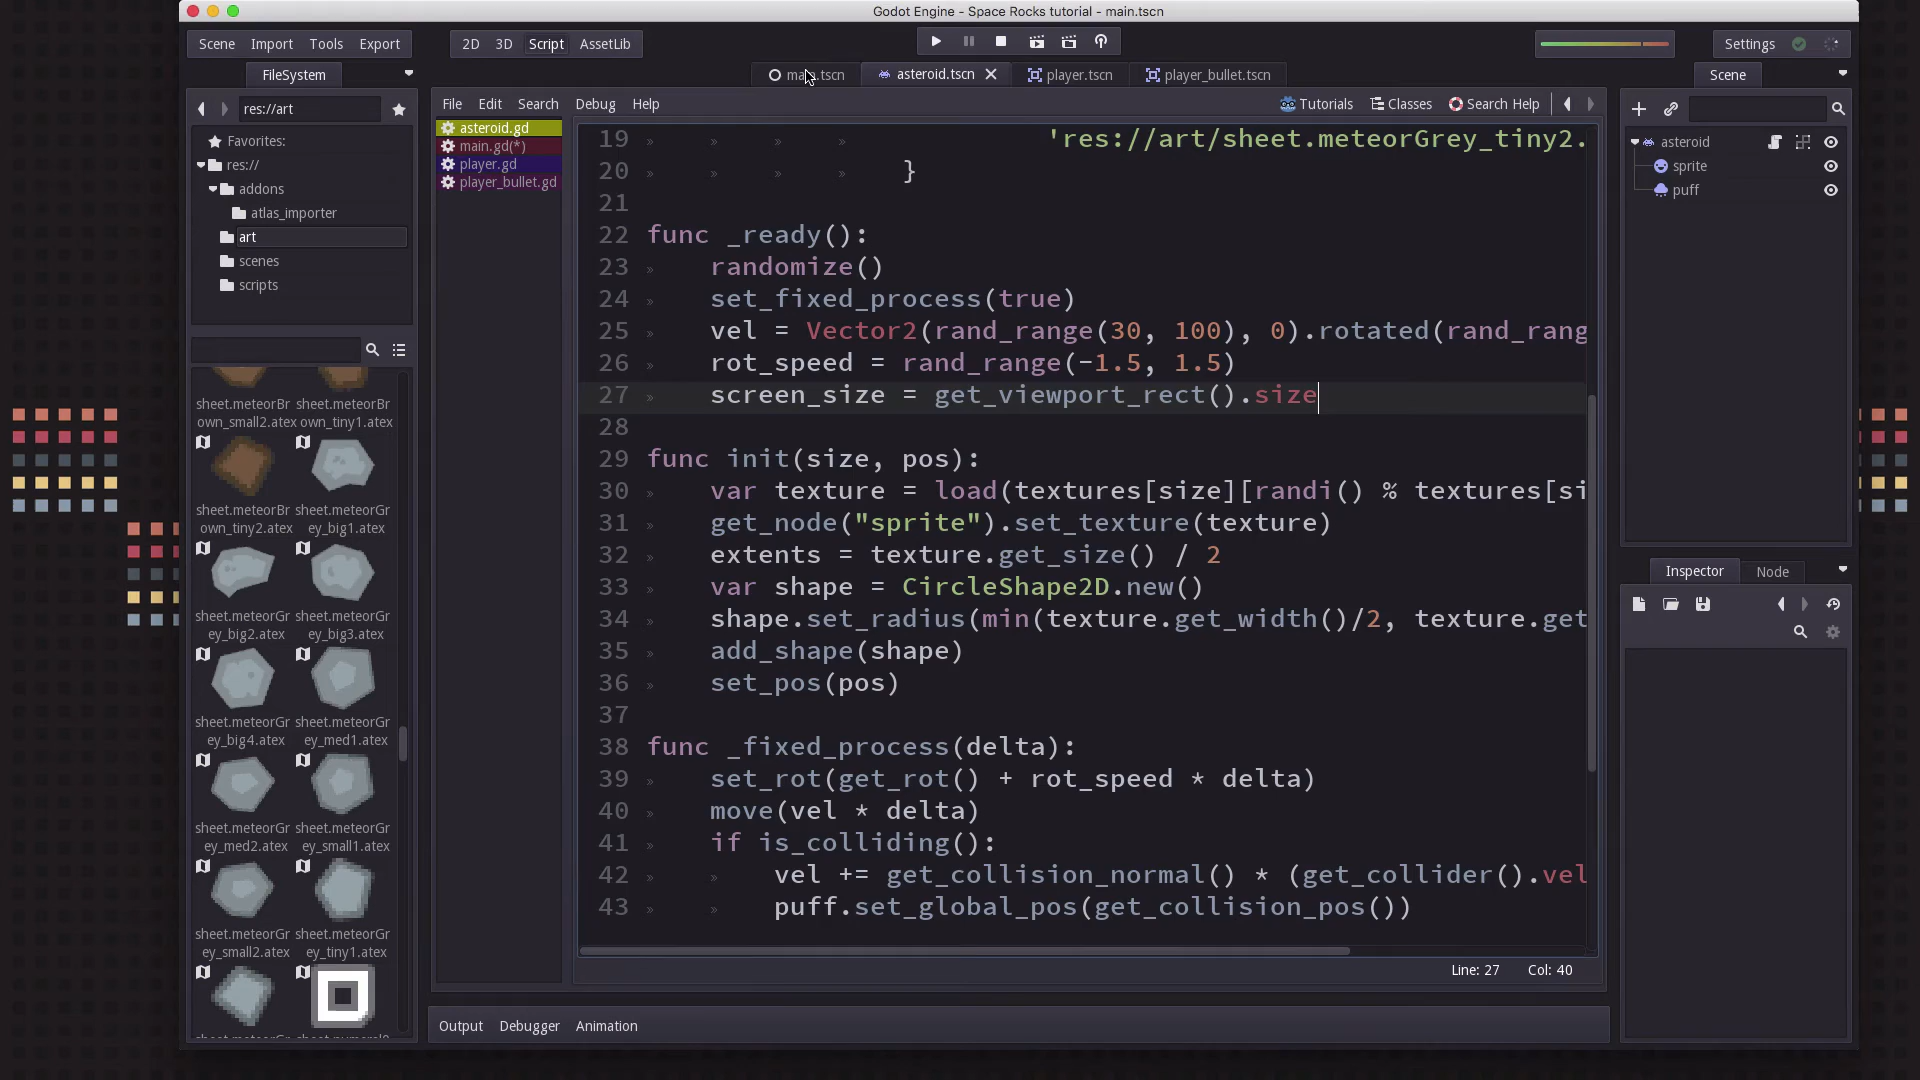 Godot Engine - Space Rocks tutorial - main.tscn
Scene Import Tools Export
2D 3D Script AssetLib
Settings
FileSystem
main.tscn asteroid.tscn player.tscn player_bullet.tscn
Scene
res://art
File Edit Search Debug Help
Tutorials Classes Search Help
Favorites:
res://
addons
atlas_importer
art
scenes
scripts
asteroid.gd
main.gd(*)
player.gd
player_bullet.gd
asteroid
sprite
puff
Inspector Node
sheet.meteorBr
own_small2.atex
sheet.meteorBr
own_tiny1.atex
sheet.meteorBr
own_tiny2.atex
sheet.meteorGr
ey_big1.atex
sheet.meteorGr
ey_big2.atex
sheet.meteorGr
ey_big3.atex
sheet.meteorGr
ey_big4.atex
sheet.meteorGr
ey_med1.atex
sheet.meteorGr
ey_med2.atex
sheet.meteorGr
ey_small1.atex
sheet.meteorGr
ey_small2.atex
sheet.meteorGr
ey_tiny1.atex
19 'res://art/sheet.meteorGrey_tiny2.
20 }
21
22 func _ready():
23 randomize()
24 set_fixed_process(true)
25 vel = Vector2(rand_range(30, 100), 0).rotated(rand_rang
26 rot_speed = rand_range(-1.5, 1.5)
27 screen_size = get_viewport_rect().size
28
29 func init(size, pos):
30 var texture = load(textures[size][randi() % textures[si
31 get_node("sprite").set_texture(texture)
32 extents = texture.get_size() / 2
33 var shape = CircleShape2D.new()
34 shape.set_radius(min(texture.get_width()/2, texture.get
35 add_shape(shape)
36 set_pos(pos)
37
38 func _fixed_process(delta):
39 set_rot(get_rot() + rot_speed * delta)
40 move(vel * delta)
41 if is_colliding():
42 vel += get_collision_normal() * (get_collider().vel
43 puff.set_global_pos(get_collision_pos())
Line: 27 Col: 40
Output Debugger Animation